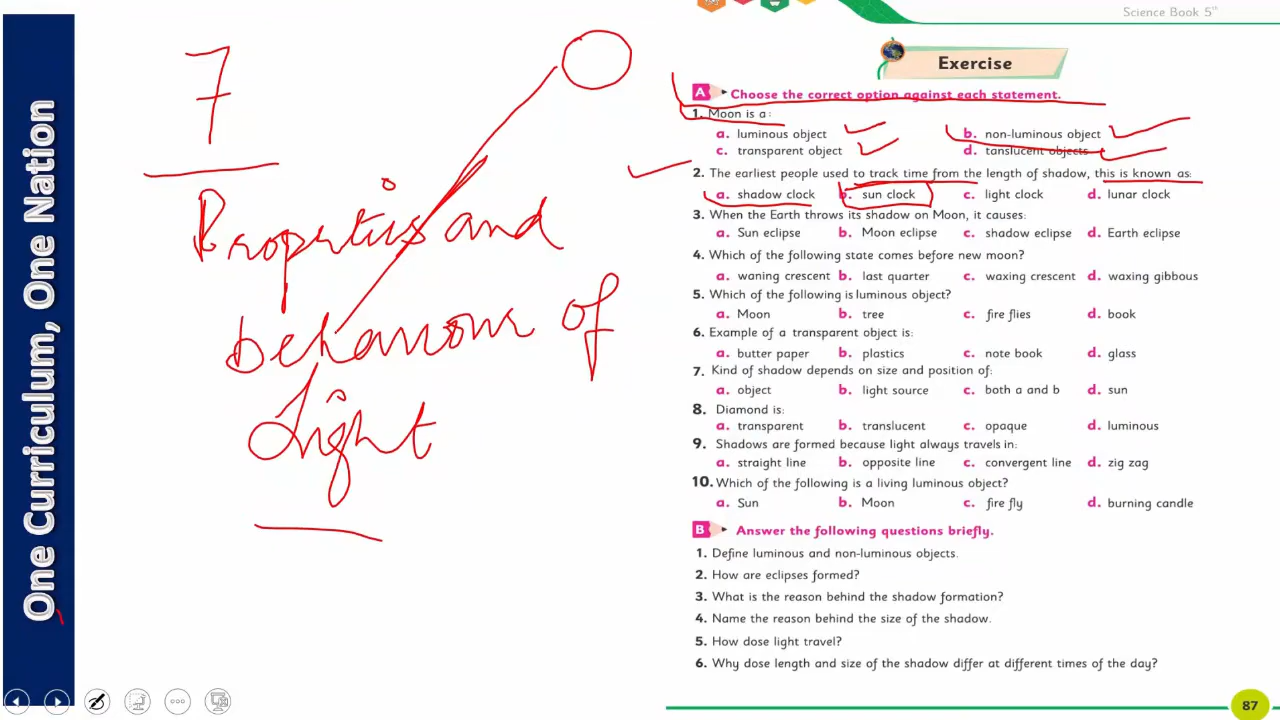 One Curriculum, One Nation
7
Properties and
behaviour of
Light
Science Book 5th
Exercise
A Choose the correct option against each statement.
1. Moon is a:
a. luminous object b. non-luminous object
c. transparent object d. tanslucent objects
2. The earliest people used to track time from the length of shadow, this is known as:
a. shadow clock b. sun clock c. light clock d. lunar clock
3. When the Earth throws its shadow on Moon, it causes:
a. Sun eclipse b. Moon eclipse c. shadow eclipse d. Earth eclipse
4. Which of the following state comes before new moon?
a. waning crescent b. last quarter c. waxing crescent d. waxing gibbous
5. Which of the following is luminous object?
a. Moon b. tree c. fire flies d. book
6. Example of a transparent object is:
a. butter paper b. plastics c. note book d. glass
7. Kind of shadow depends on size and position of:
a. object b. light source c. both a and b d. sun
8. Diamond is:
a. transparent b. translucent c. opaque d. luminous
9. Shadows are formed because light always travels in:
a. straight line b. opposite line c. convergent line d. zig zag
10. Which of the following is a living luminous object?
a. Sun b. Moon c. fire fly d. burning candle
B Answer the following questions briefly.
1. Define luminous and non-luminous objects.
2. How are eclipses formed?
3. What is the reason behind the shadow formation?
4. Name the reason behind the size of the shadow.
5. How dose light travel?
6. Why dose length and size of the shadow differ at different times of the day?
87